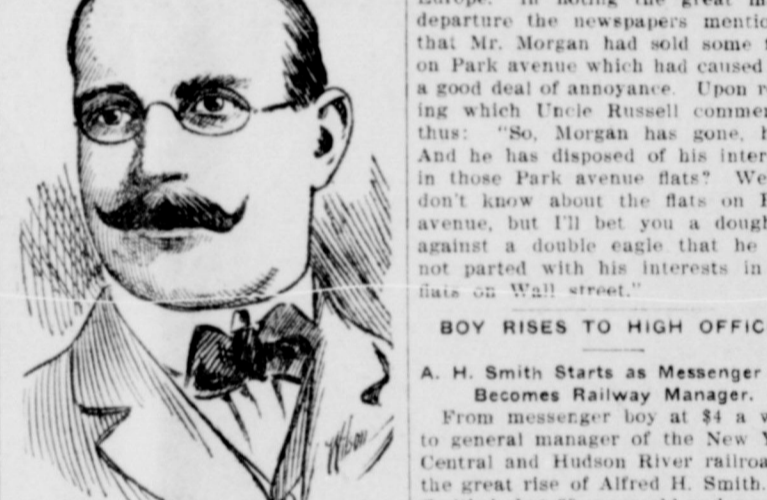 Europe. In noting the great
departure the newspapers mentio
that Mr. Morgan had sold some
on Park avenue which had caused
a good deal of annoyance. Upon r
ing which Uncle Russell commen
thus: "So, Morgan has gone, h
And he has disposed of his inter
in those Park avenue flats? We
don't know about the flats on
avenue, but I'll bet you a dough
against a double eagle that he
not parted with his interests in
flats on Wall street."
BOY RISES TO HIGH OFFIC
A. H. Smith Starts as Messenger
Becomes Railway Manager.
From messenger boy at $4 a w
to general manager of the New Y
Central and Hudson River railroa
the great rise of Alfred H. Smith.